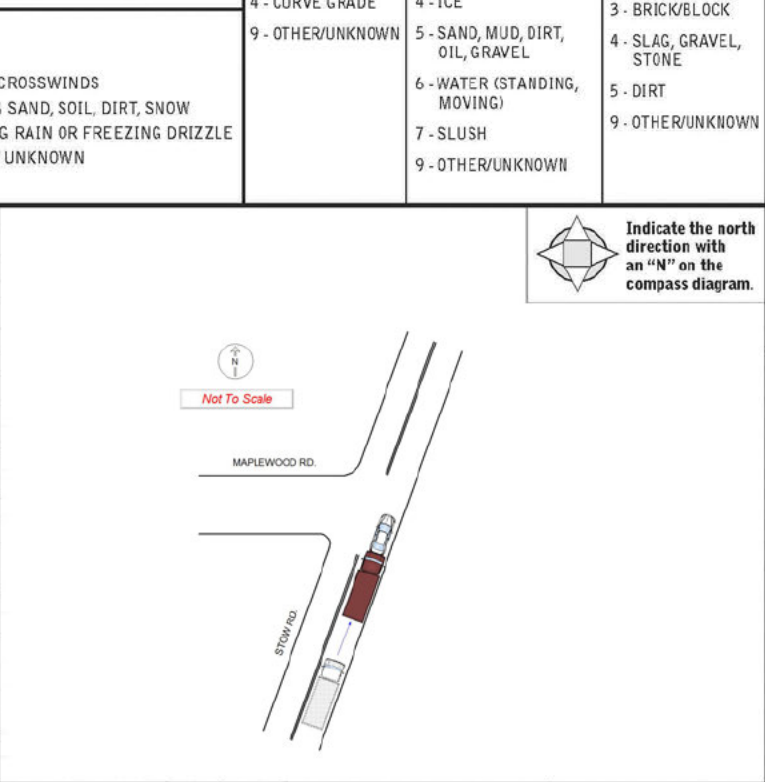 4 - CURVE GRADE
9 - OTHER/UNKNOWN
4 - ICE
5 - SAND, MUD, DIRT,
OIL, GRAVEL
6 - WATER (STANDING,
MOVING)
7 - SLUSH
9 - OTHER/UNKNOWN
3 - BRICK/BLOCK
4 - SLAG, GRAVEL,
STONE
5 - DIRT
9 - OTHER/UNKNOWN
CROSSWINDS
SAND, SOIL, DIRT, SNOW
G RAIN OR FREEZING DRIZZLE
UNKNOWN
Indicate the north
direction with
an “N” on the
compass diagram.
N
Not To Scale
MAPLEWOOD RD.
STOW RD.